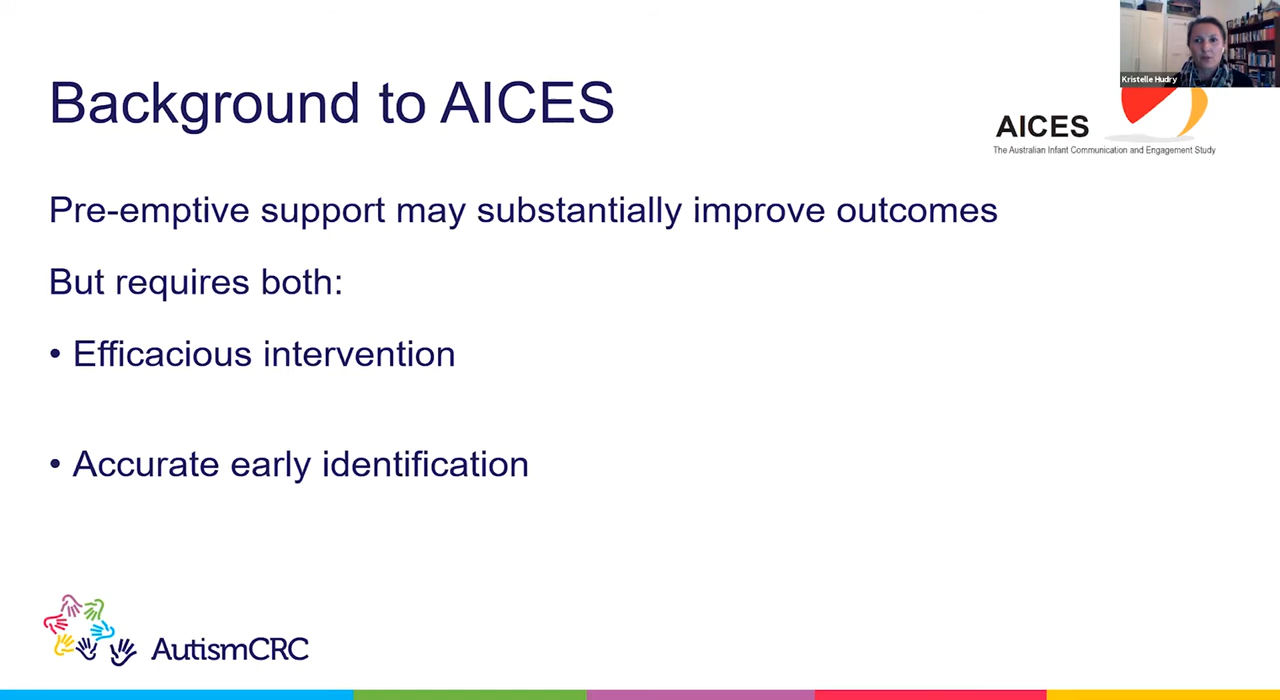 Kristelle Hudry
Background to AICES
AICES
The Australian Infant Communication and Engagement Study
Pre-emptive support may substantially improve outcomes
But requires both:
• Efficacious intervention
• Accurate early identification
AutismCRC